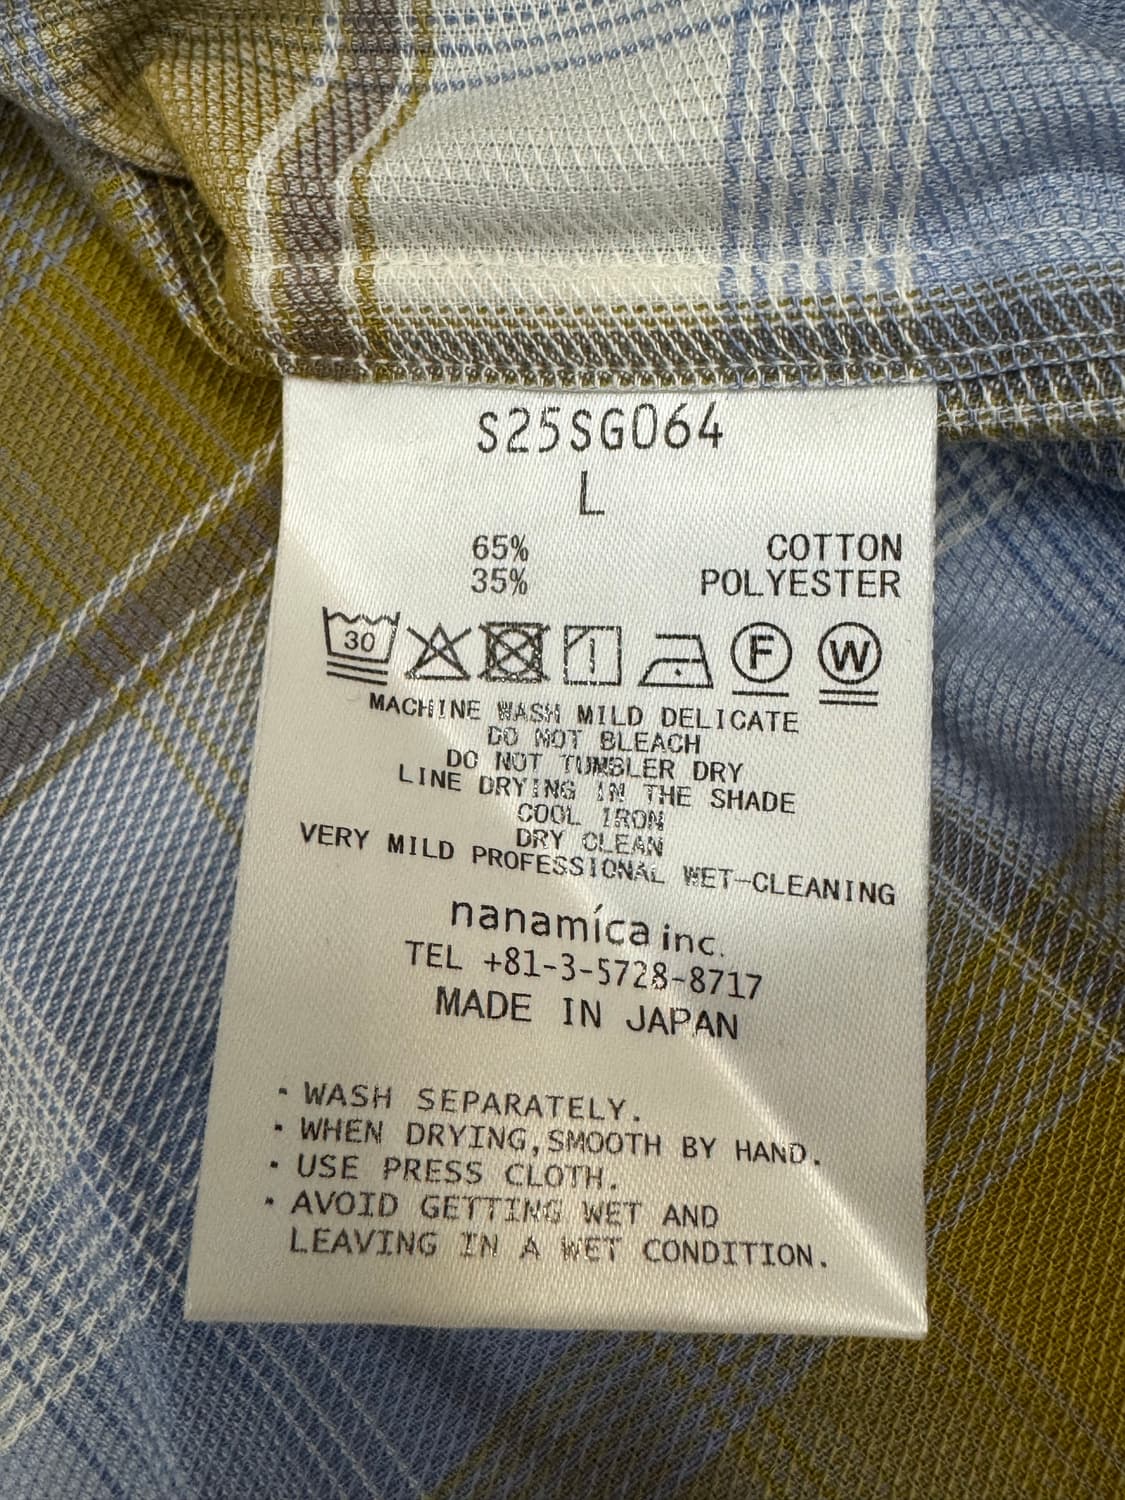 S25SG064
L
65% COTTON
35% POLYESTER
30 F W
MACHINE WASH MILD DELICATE
DO NOT BLEACH
DO NOT TUMBLER DRY
LINE DRYING IN THE SHADE
COOL IRON
DRY CLEAN
VERY MILD PROFESSIONAL WET-CLEANING
nanamíca inc.
TEL +81-3-5728-8717
MADE IN JAPAN
・WASH SEPARATELY.
・WHEN DRYING,SMOOTH BY HAND.
・USE PRESS CLOTH.
・AVOID GETTING WET AND
LEAVING IN A WET CONDITION.